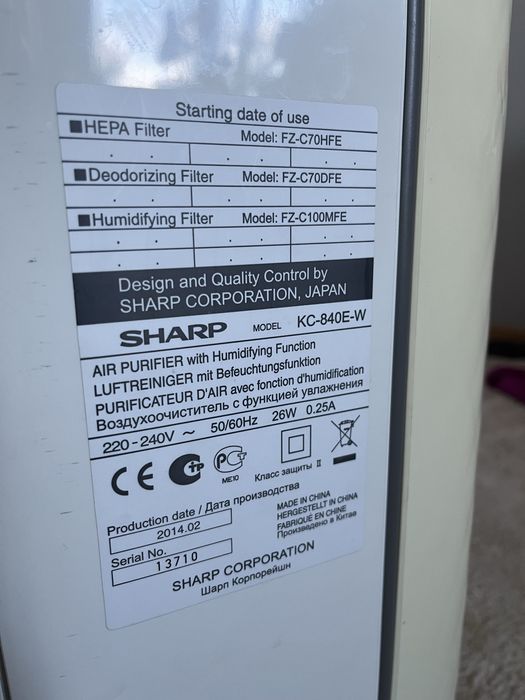 Starting date of use
■HEPA Filter Model: FZ-C70HFE
■Deodorizing Filter Model: FZ-C70DFE
■Humidifying Filter Model: FZ-C100MFE
Design and Quality Control by
SHARP CORPORATION, JAPAN
SHARP MODEL KC-840E-W
AIR PURIFIER with Humidifying Function
LUFTREINIGER mit Befeuchtungsfunktion
PURIFICATEUR D'AIR avec fonction d'humidification
Воздухоочиститель с функцией увлажнения
220-240V ~ 50/60Hz 26W 0.25A
CE
ME10
Класс защиты II
Production date / Дата производства
2014.02
Serial No.
13710
MADE IN CHINA
HERGESTELLT IN CHINA
FABRIQUÉ EN CHINE
Произведено в Китае
SHARP CORPORATION
Шарп Корпорейшн